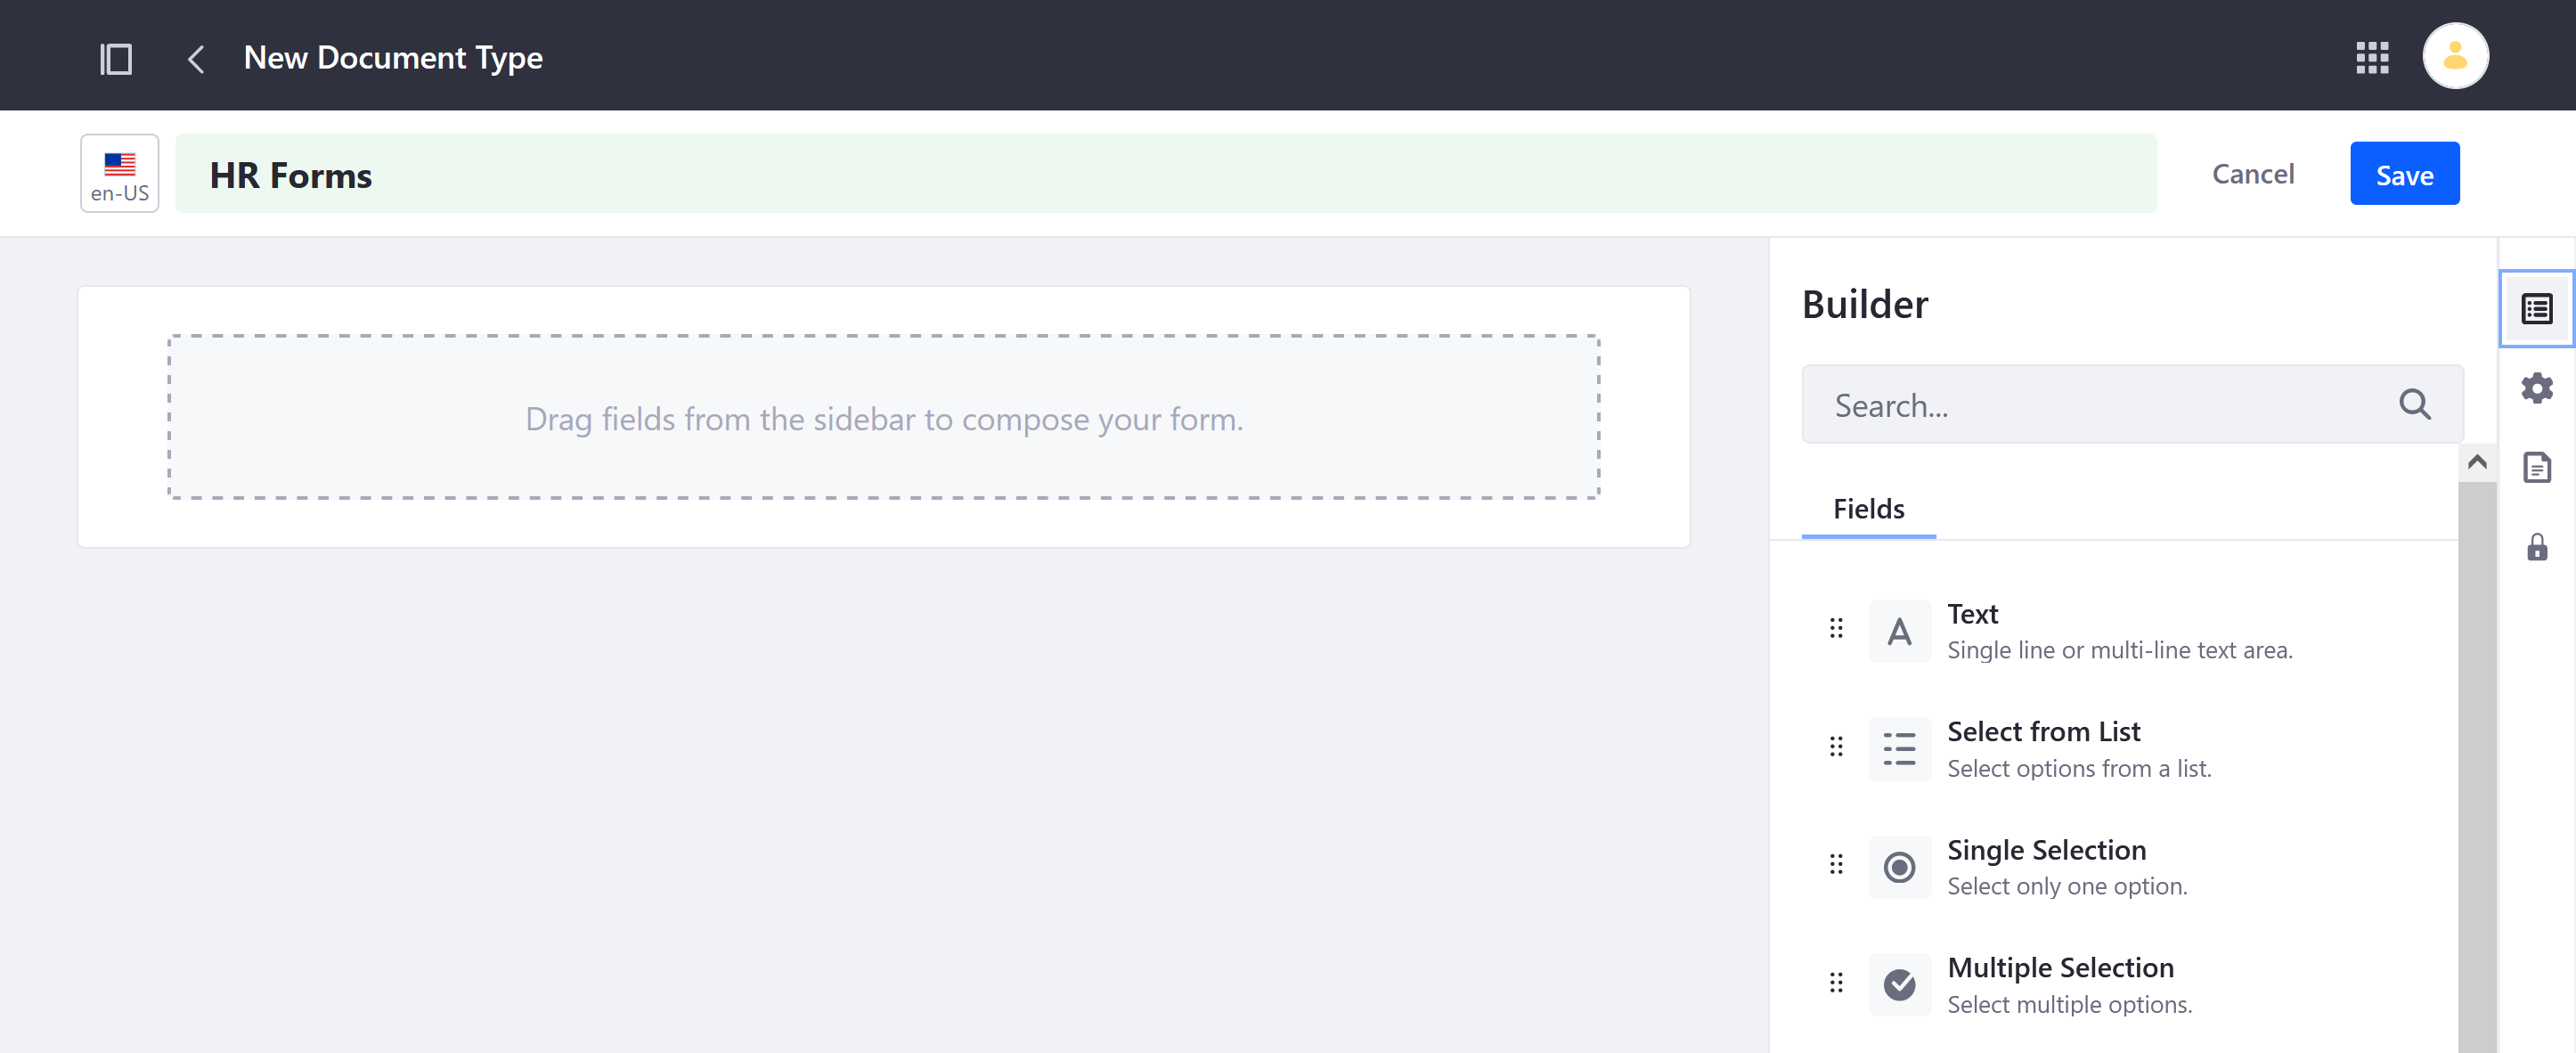 New Document Type
en-US
HR Forms
Cancel
Save
Drag fields from the sidebar to compose your form.
Builder
Search...
Fields
Text
Single line or multi-line text area.
Select from List
Select options from a list.
Single Selection
Select only one option.
Multiple Selection
Select multiple options.